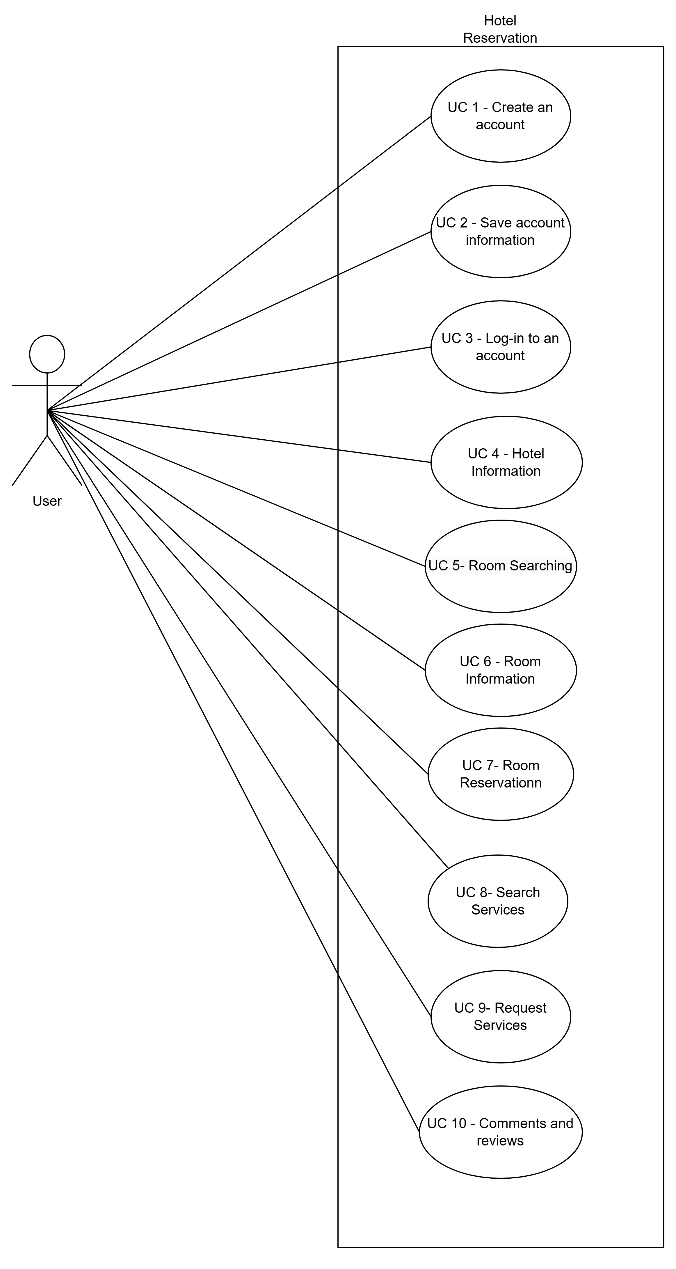 Hotel
Reservation
UC 1 - Create an
account
UC 2 - Save account
information
UC 3 - Log-in to an
account
UC 4 - Hotel
Information
User
UC 5- Room Searching
UC 6 - Room
Information
UC 7- Room
Reservationn
UC 8- Search
Services
UC 9- Request
Services
UC 10 - Comments and
reviews